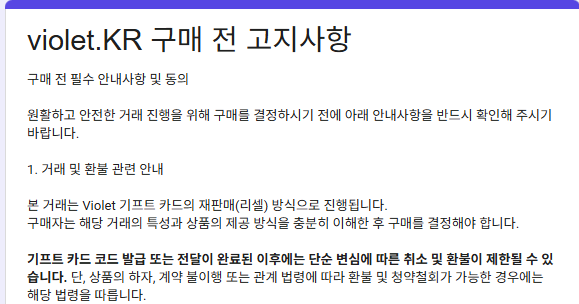 violet.KR 구매 전 고지사항
구매 전 필수 안내사항 및 동의
원활하고 안전한 거래 진행을 위해 구매를 결정하시기 전에 아래 안내사항을 반드시 확인해 주시기
바랍니다.
1. 거래 및 환불 관련 안내
본 거래는 Violet 기프트 카드의 재판매(리셀) 방식으로 진행됩니다.
구매자는 해당 거래의 특성과 상품의 제공 방식을 충분히 이해한 후 구매를 결정해야 합니다.
기프트 카드 코드 발급 또는 전달이 완료된 이후에는 단순 변심에 따른 취소 및 환불이 제한될 수 있
습니다. 단, 상품의 하자, 계약 불이행 또는 관계 법령에 따라 환불 및 청약철회가 가능한 경우에는
해당 법령을 따릅니다.